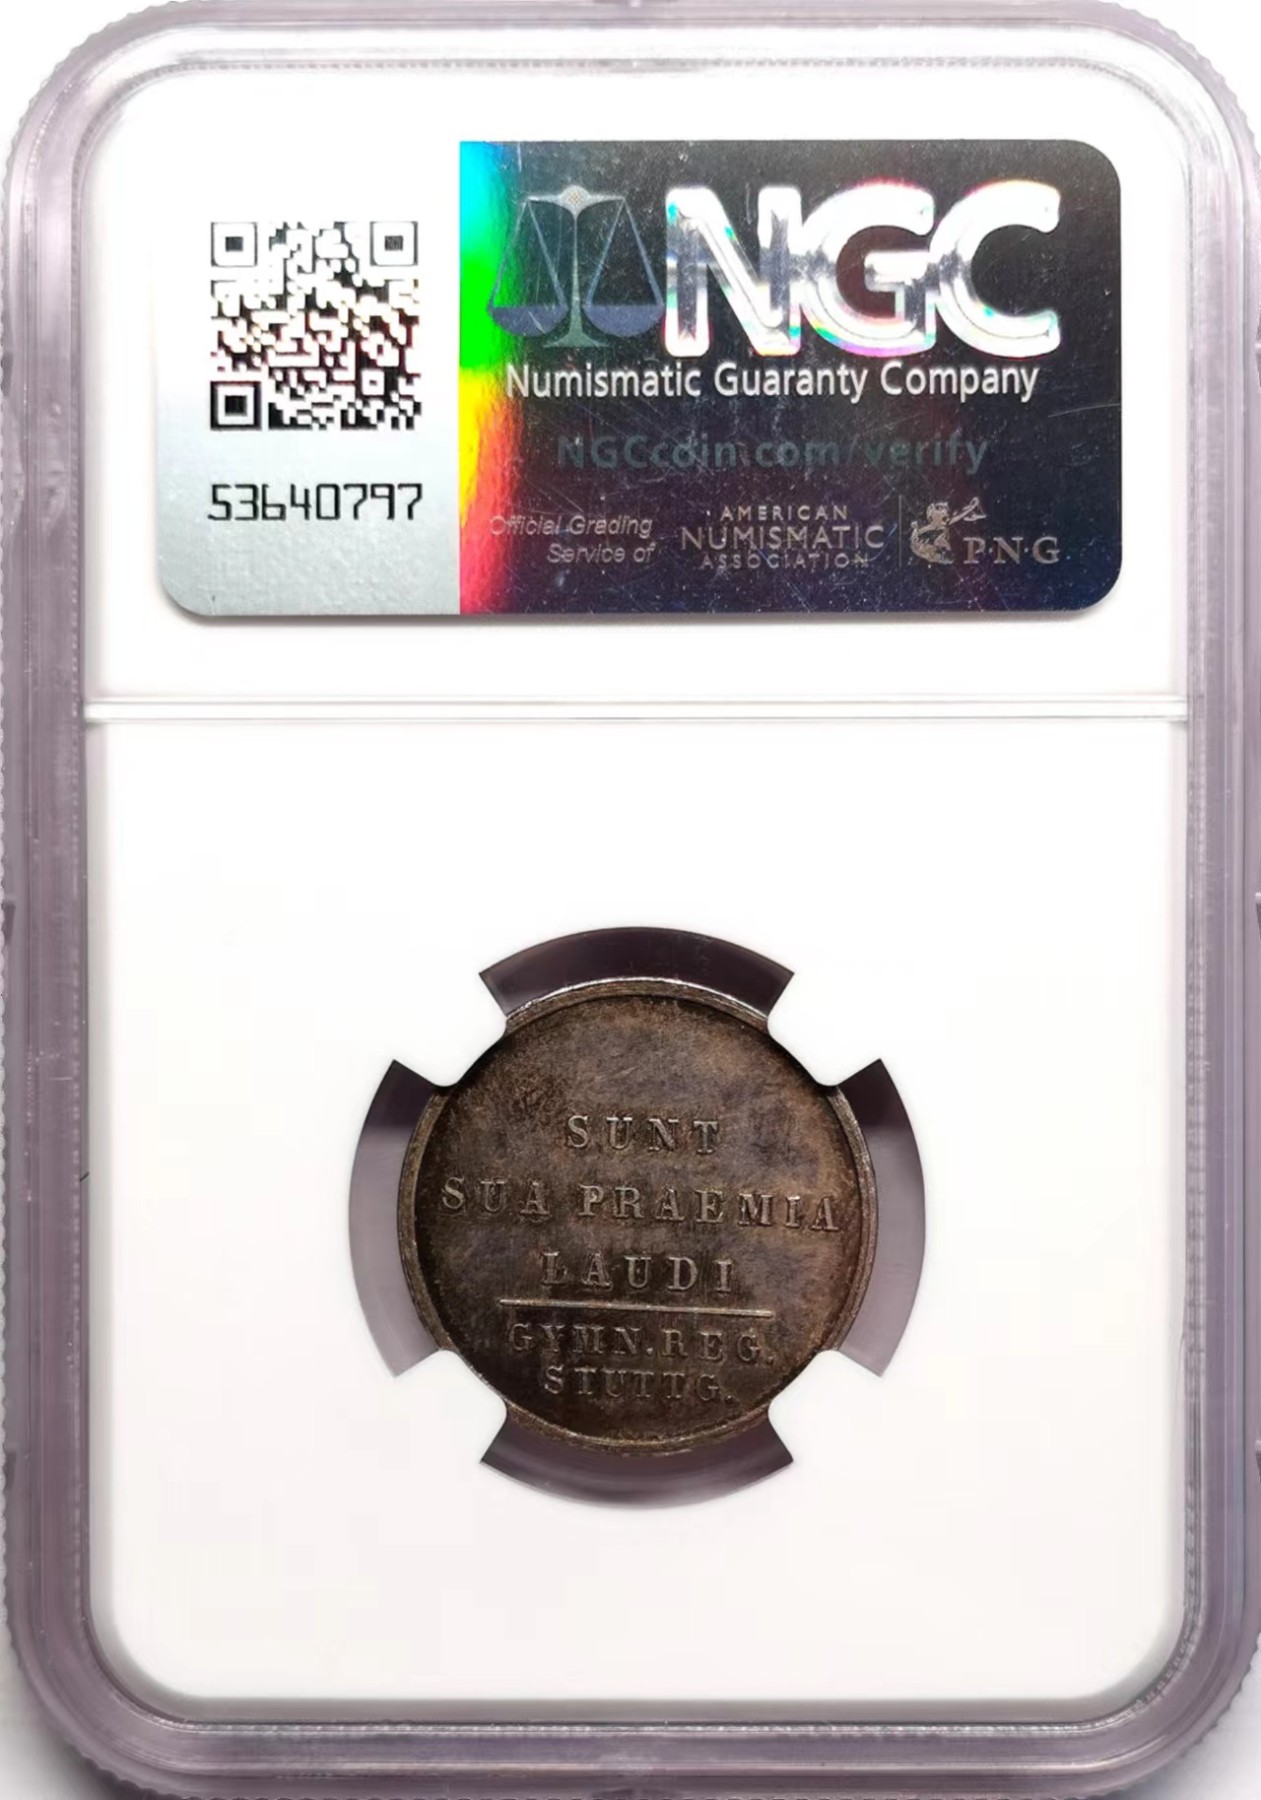 NGC
Numismatic Guaranty Company
NGCcoin.com/verify
53640797
Official Grading
Service of
AMERICAN
NUMISMATIC
ASSOCIATION
P·N·G
SUNT
SUA PRAEMIA
LAUDI
GYMN.REG.
STUTTG.